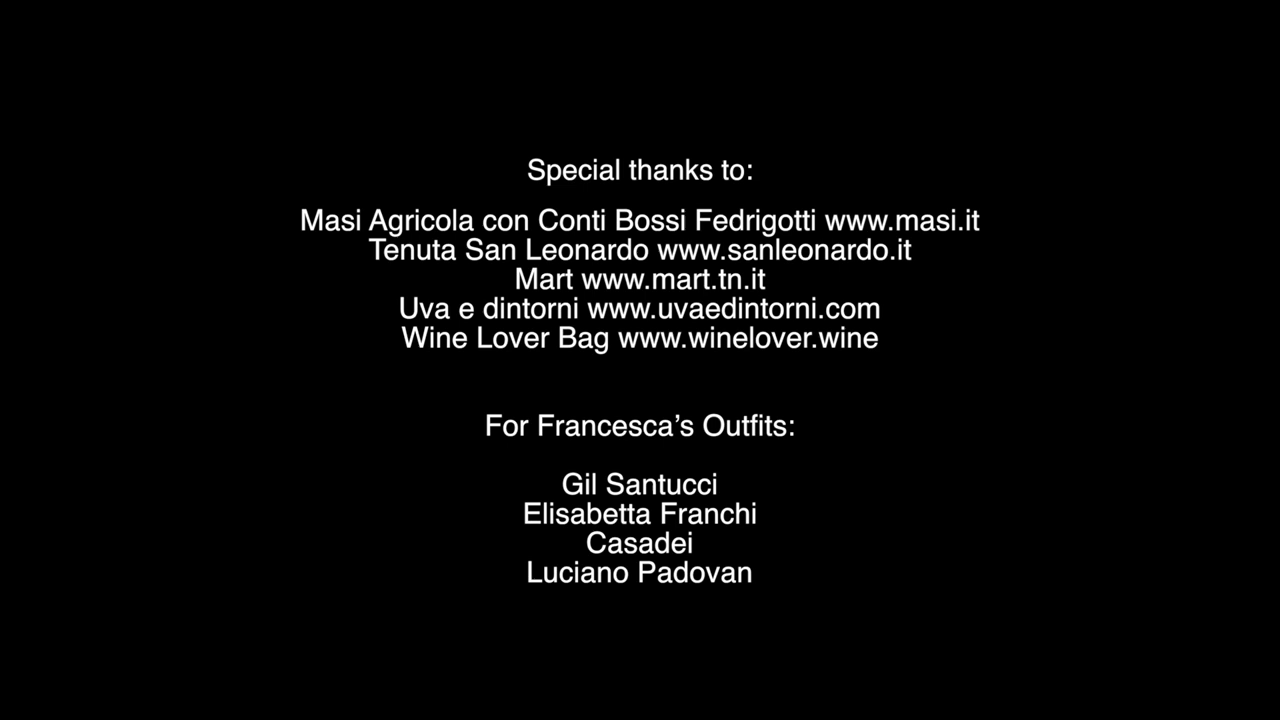 Special thanks to:
Masi Agricola con Conti Bossi Fedrigotti www.masi.it
Tenuta San Leonardo www.sanleonardo.it
Mart www.mart.tn.it
Uva e dintorni www.uvaedintorni.com
Wine Lover Bag www.winelover.wine
For Francesca’s Outfits:
Gil Santucci
Elisabetta Franchi
Casadei
Luciano Padovan